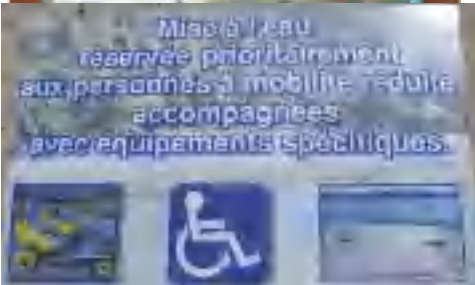 Mise à l'eau
réservée prioritairement
aux personnes à mobilité réduite
accompagnées
avec équipements spécifiques.